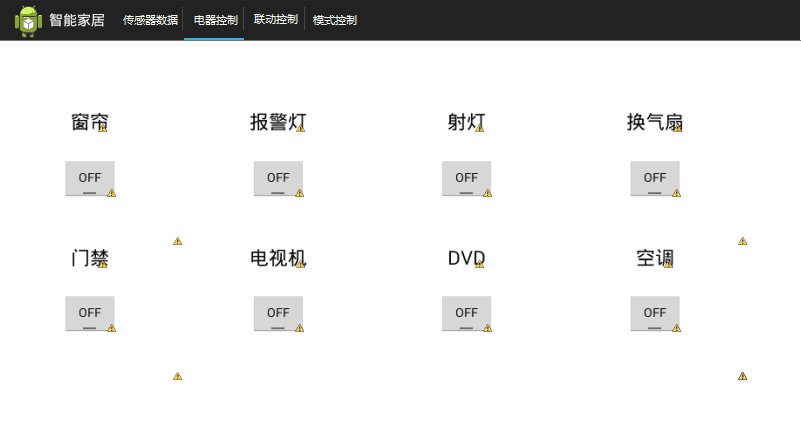 智能家居 传感器数据 电器控制 联动控制 模式控制
窗帘 报警灯 射灯 换气扇
OFF OFF OFF OFF
门禁 电视机 DVD 空调
OFF OFF OFF OFF